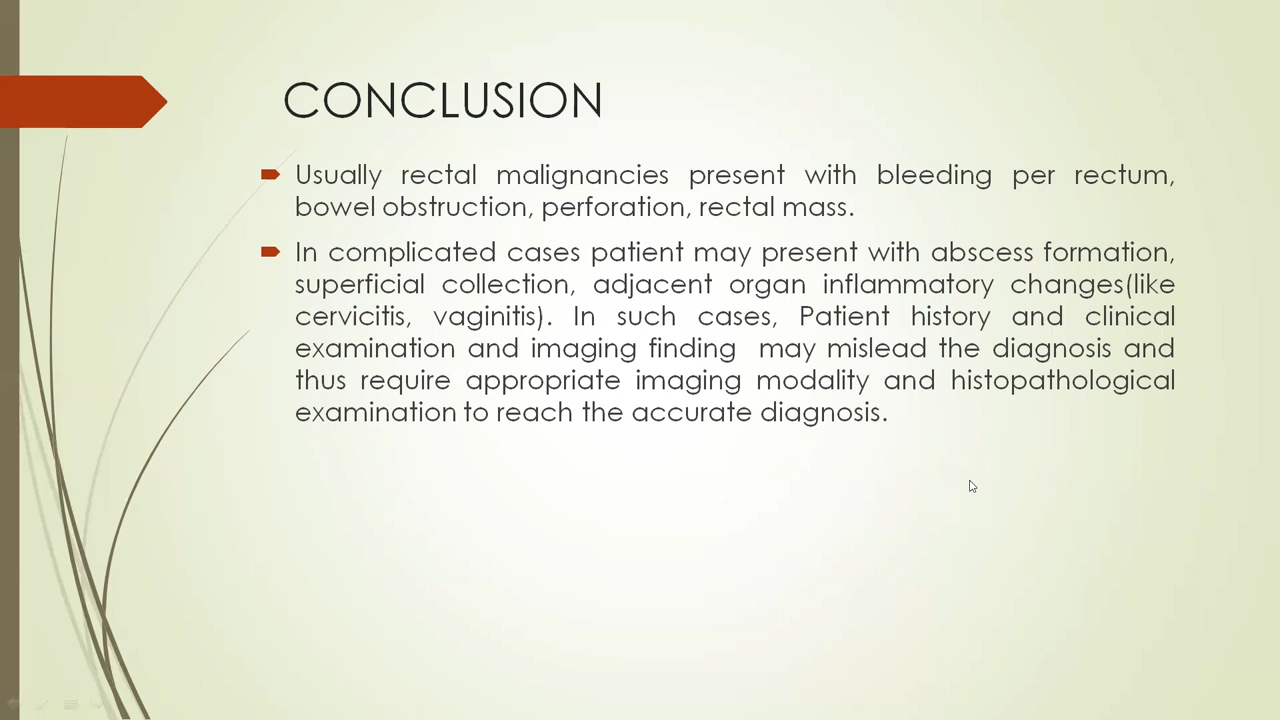 CONCLUSION
Usually rectal malignancies present with bleeding per rectum,
bowel obstruction, perforation, rectal mass.
In complicated cases patient may present with abscess formation,
superficial collection, adjacent organ inflammatory changes(like
cervicitis, vaginitis). In such cases, Patient history and clinical
examination and imaging finding  may mislead the diagnosis and
thus require appropriate imaging modality and histopathological
examination to reach the accurate diagnosis.